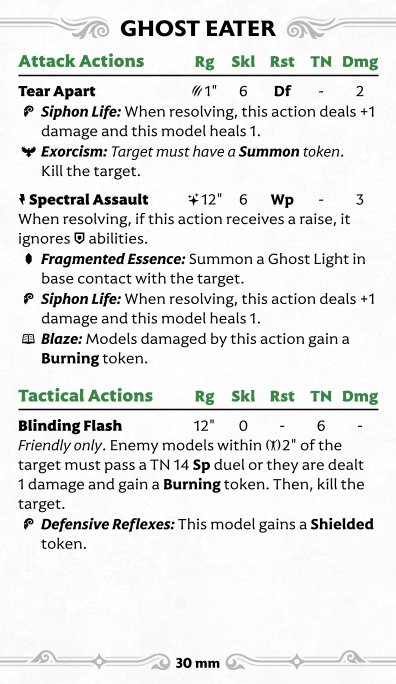 GHOST EATER
Attack Actions Rg Skl Rst TN Dmg
Tear Apart 1" 6 Df - 2
Siphon Life: When resolving, this action deals +1
damage and this model heals 1.
Exorcism: Target must have a Summon token.
Kill the target.
Spectral Assault 12" 6 Wp - 3
When resolving, if this action receives a raise, it
ignores abilities.
Fragmented Essence: Summon a Ghost Light in
base contact with the target.
Siphon Life: When resolving, this action deals +1
damage and this model heals 1.
Blaze: Models damaged by this action gain a
Burning token.
Tactical Actions Rg Skl Rst TN Dmg
Blinding Flash 12" 0 - 6 -
Friendly only. Enemy models within 2" of the
target must pass a TN 14 Sp duel or they are dealt
1 damage and gain a Burning token. Then, kill the
target.
Defensive Reflexes: This model gains a Shielded
token.
30 mm